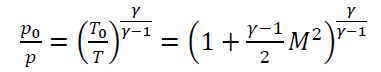 p₀/p = (T₀/T)^(γ/(γ−1)) = (1 + (γ−1)/2 M²)^(γ/(γ−1))